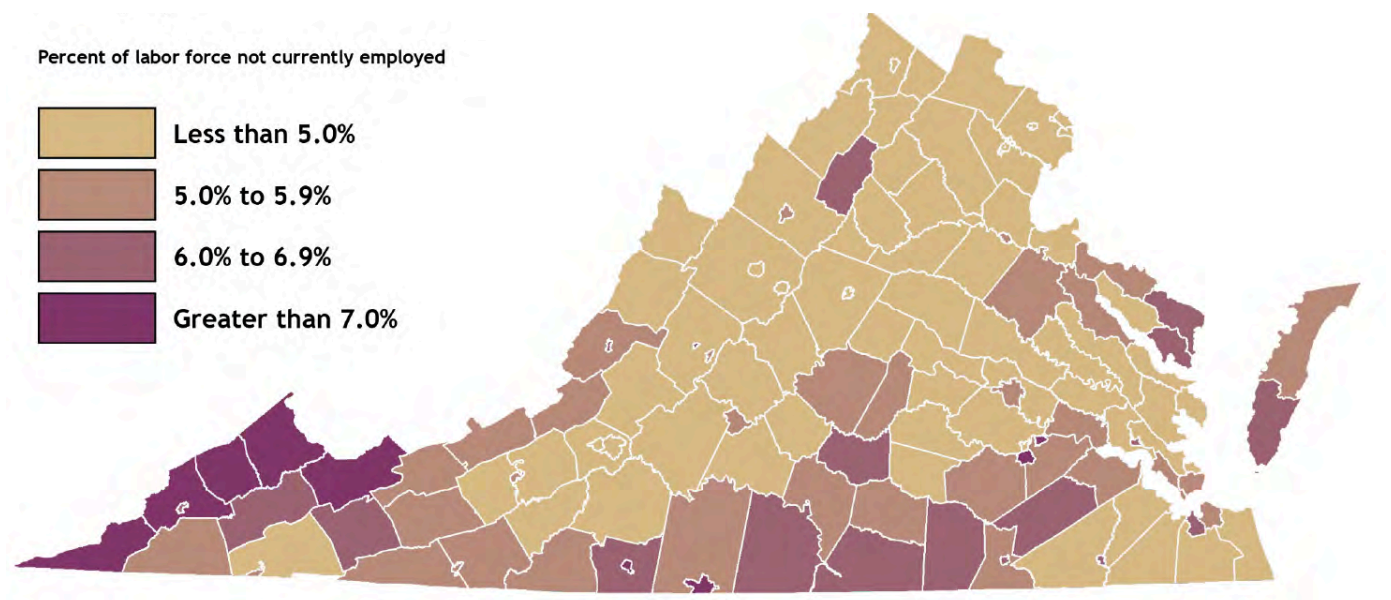 Percent of labor force not currently employed
Less than 5.0%
5.0% to 5.9%
6.0% to 6.9%
Greater than 7.0%